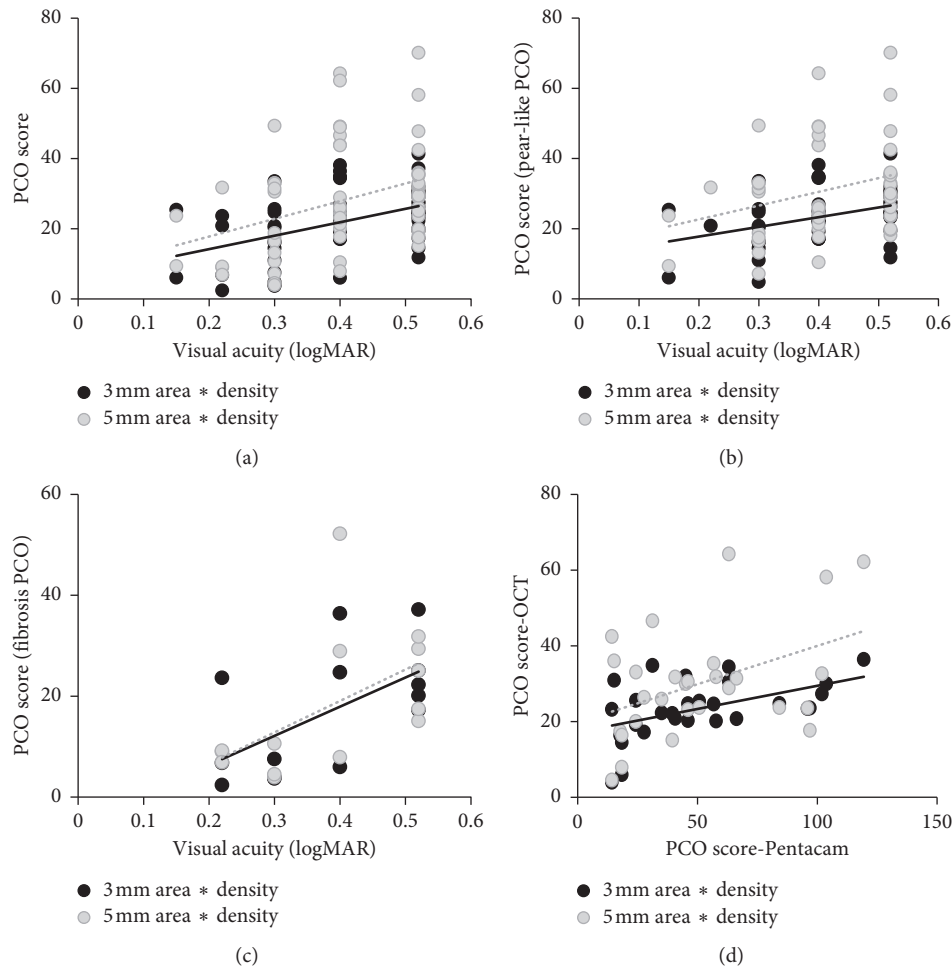 80
60
40
20
0
PCO score
0 0.1 0.2 0.3 0.4 0.5 0.6
Visual acuity (logMAR)
3 mm area * density
5 mm area * density
(a)
80
60
40
20
0
PCO score (pear-like PCO)
0 0.1 0.2 0.3 0.4 0.5 0.6
Visual acuity (logMAR)
3 mm area * density
5 mm area * density
(b)
60
40
20
0
PCO score (fibrosis PCO)
0 0.1 0.2 0.3 0.4 0.5 0.6
Visual acuity (logMAR)
3 mm area * density
5 mm area * density
(c)
80
60
40
20
0
PCO score-OCT
0 50 100 150
PCO score-Pentacam
3 mm area * density
5 mm area * density
(d)